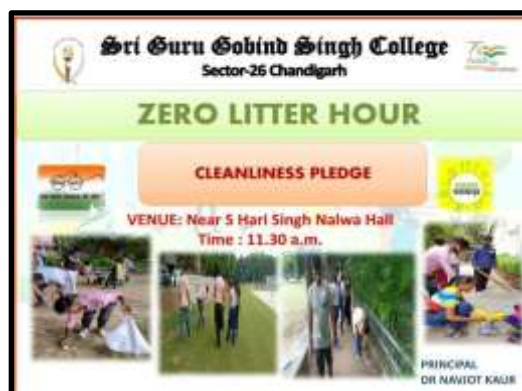 Sri Guru Gobind Singh College
Sector-26 Chandigarh
ZERO LITTER HOUR
CLEANLINESS PLEDGE
VENUE: Near S Hari Singh Nalwa Hall
Time : 11.30 a.m.
PRINCIPAL
DR NAVJOT KAUR